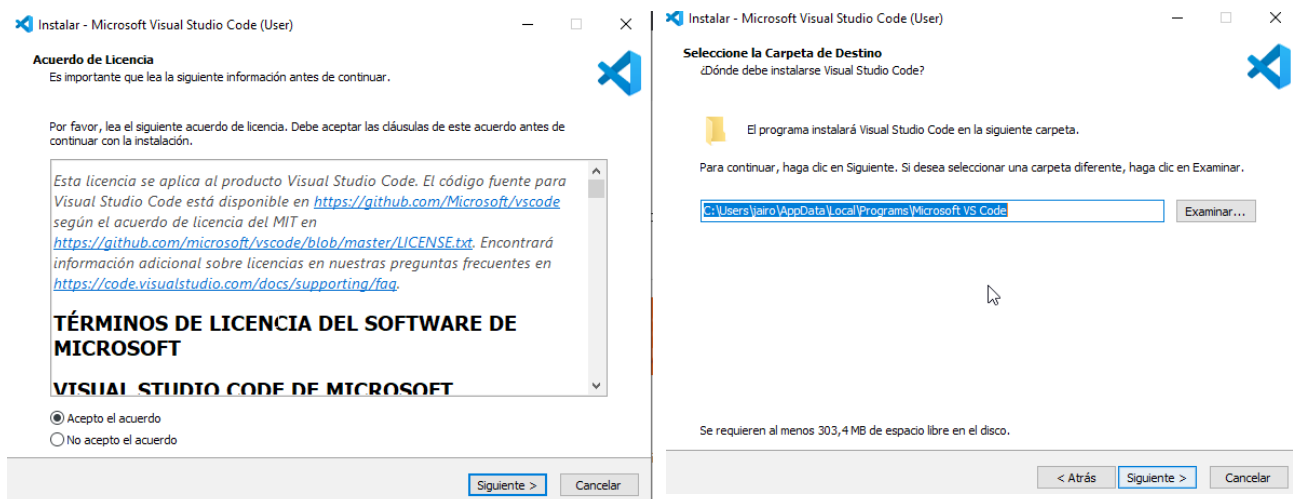 Instalar - Microsoft Visual Studio Code (User)
Acuerdo de Licencia
Es importante que lea la siguiente información antes de continuar.
Por favor, lea el siguiente acuerdo de licencia. Debe aceptar las cláusulas de este acuerdo antes de
continuar con la instalación.
Esta licencia se aplica al producto Visual Studio Code. El código fuente para
Visual Studio Code está disponible en https://github.com/Microsoft/vscode
según el acuerdo de licencia del MIT en
https://github.com/microsoft/vscode/blob/master/LICENSE.txt. Encontrará
información adicional sobre licencias en nuestras preguntas frecuentes en
https://code.visualstudio.com/docs/supporting/faq.
TÉRMINOS DE LICENCIA DEL SOFTWARE DE
MICROSOFT
VISUAL STUDIO CODE DE MICROSOFT
Acepto el acuerdo
No acepto el acuerdo
Siguiente > Cancelar
Instalar - Microsoft Visual Studio Code (User)
Seleccione la Carpeta de Destino
¿Dónde debe instalarse Visual Studio Code?
El programa instalará Visual Studio Code en la siguiente carpeta.
Para continuar, haga clic en Siguiente. Si desea seleccionar una carpeta diferente, haga clic en Examinar.
C:\Users\jairo\AppData\Local\Programs\Microsoft VS Code Examinar...
Se requieren al menos 303,4 MB de espacio libre en el disco.
< Atrás Siguiente > Cancelar